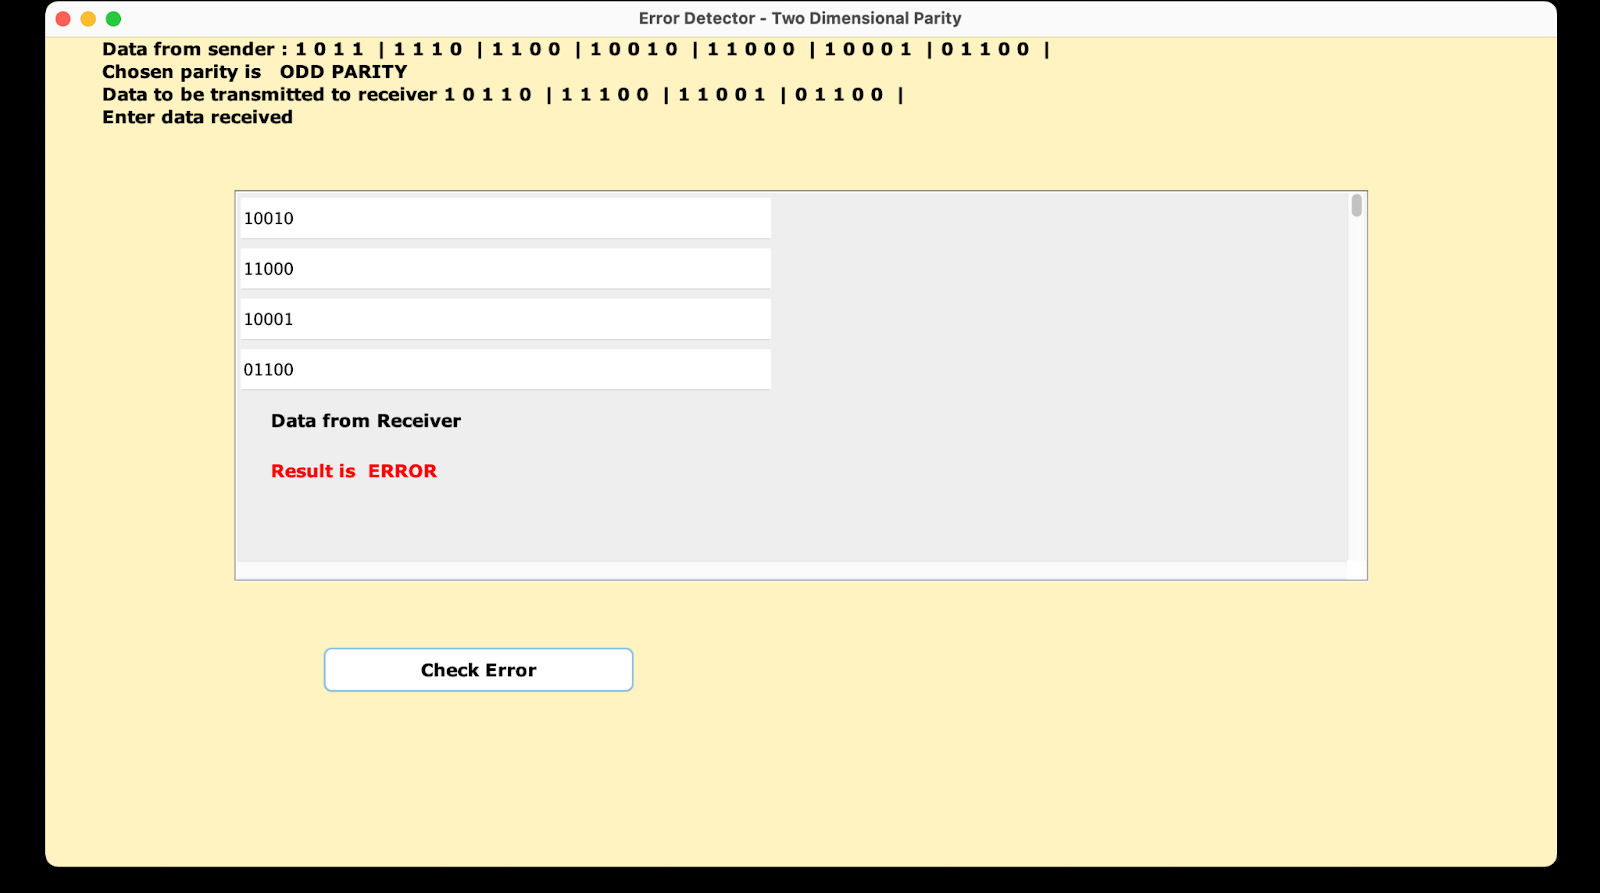 Error Detector - Two Dimensional Parity
Data from sender : 1 0 1 1 | 1 1 1 0 | 1 1 0 0 | 1 0 0 1 0 | 1 1 0 0 0 | 1 0 0 0 1 | 0 1 1 0 0 |
Chosen parity is ODD PARITY
Data to be transmitted to receiver 1 0 1 1 0 | 1 1 1 0 0 | 1 1 0 0 1 | 0 1 1 0 0 |
Enter data received
10010
11000
10001
01100
Data from Receiver
Result is ERROR
Check Error